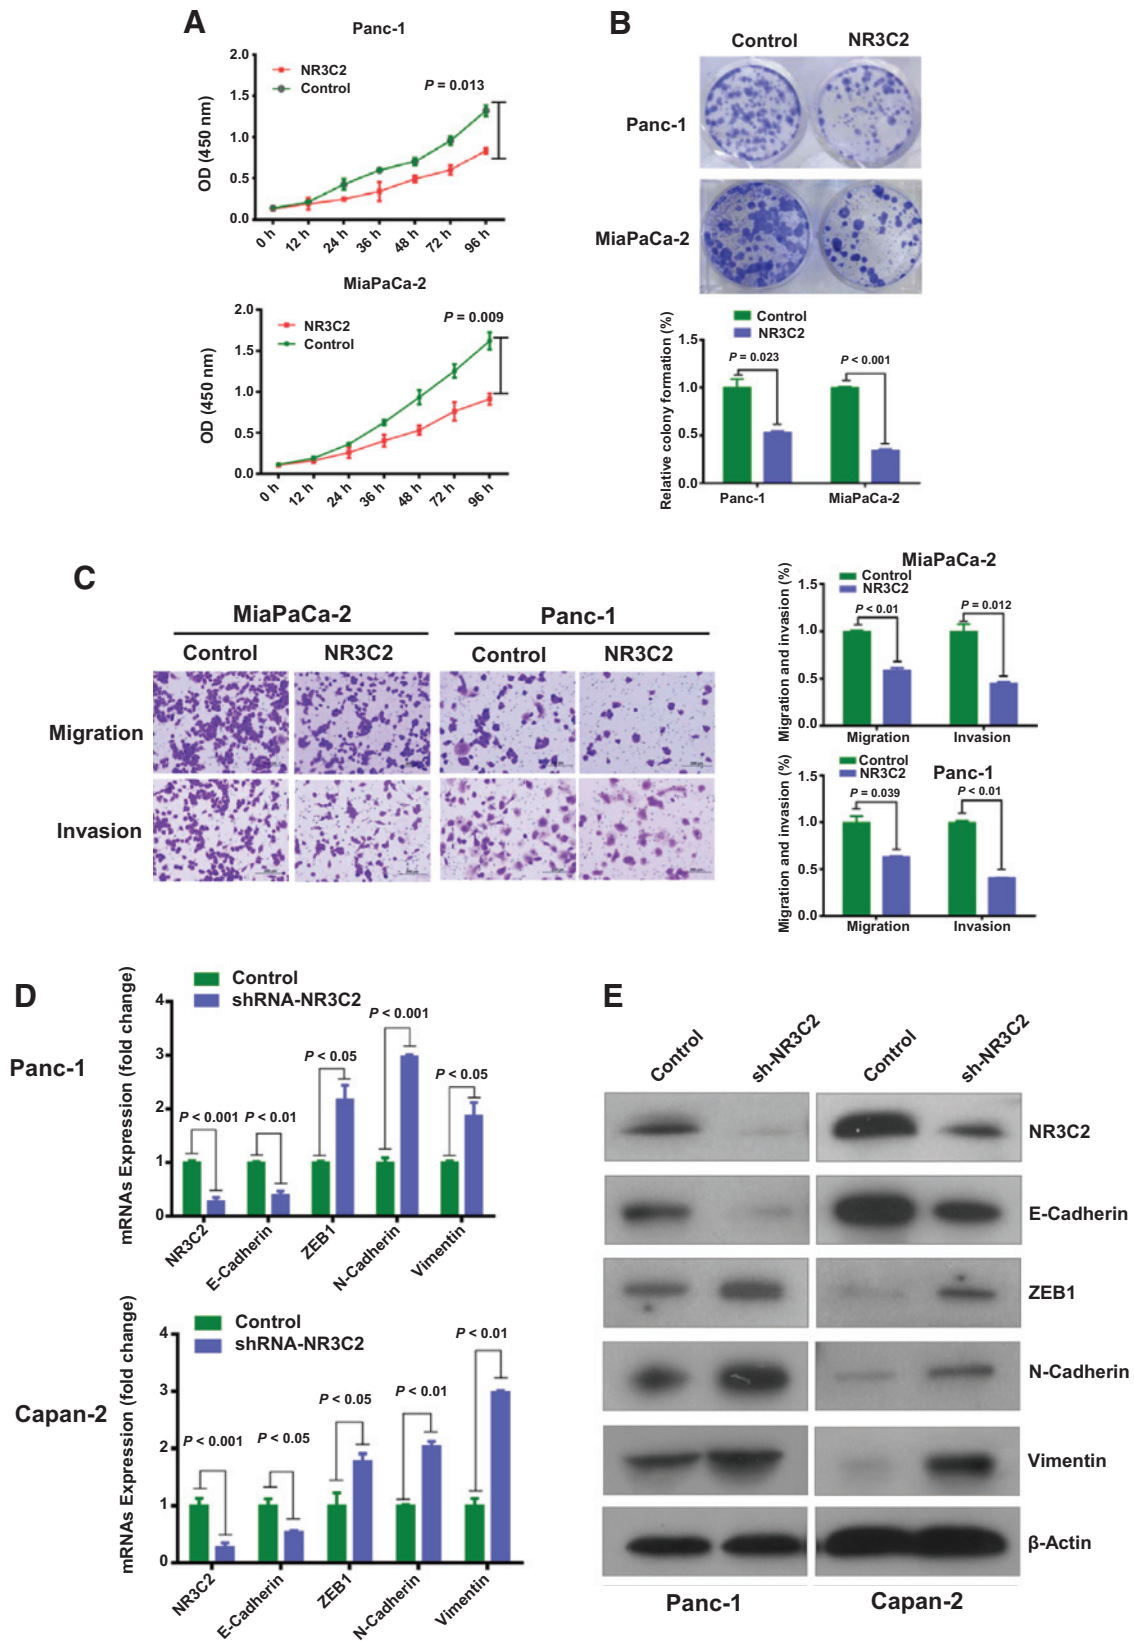 A
Panc-1
2.0
1.5
1.0
0.5
0.0
OD (450 nm)
NR3C2
Control
P = 0.013
0 h 12 h 24 h 36 h 48 h 72 h 96 h
MiaPaCa-2
2.0
1.5
1.0
0.5
0.0
OD (450 nm)
NR3C2
Control
P = 0.009
0 h 12 h 24 h 36 h 48 h 72 h 96 h
B
Control NR3C2
Panc-1
MiaPaCa-2
Control
NR3C2
Relative colony formation (%)
1.5
1.0
0.5
0.0
P = 0.023 P < 0.001
Panc-1 MiaPaCa-2
C
MiaPaCa-2 Panc-1
Control NR3C2 Control NR3C2
Migration
Invasion
MiaPaCa-2
Control
NR3C2
Migration and invasion (%)
1.5
1.0
0.5
0.0
P < 0.01 P = 0.012
Migration Invasion
Control
NR3C2
Panc-1
Migration and invasion (%)
1.5
1.0
0.5
0.0
P = 0.039 P < 0.01
Migration Invasion
D
Control
shRNA-NR3C2
Panc-1
mRNAs Expression (fold change)
4
3
2
1
0
P < 0.001 P < 0.01 P < 0.05 P < 0.001 P < 0.05
NR3C2 E-Cadherin ZEB1 N-Cadherin Vimentin
Control
shRNA-NR3C2
Capan-2
mRNAs Expression (fold change)
4
3
2
1
0
P < 0.001 P < 0.05 P < 0.05 P < 0.01 P < 0.01
NR3C2 E-Cadherin ZEB1 N-Cadherin Vimentin
E
Control sh-NR3C2 Control sh-NR3C2
NR3C2
E-Cadherin
ZEB1
N-Cadherin
Vimentin
β-Actin
Panc-1 Capan-2